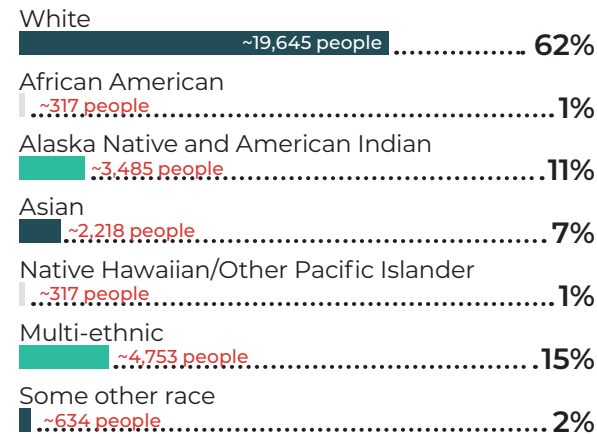 White
~19,645 people 62%
African American
~317 people 1%
Alaska Native and American Indian
~3,485 people 11%
Asian
~2,218 people 7%
Native Hawaiian/Other Pacific Islander
~317 people 1%
Multi-ethnic
~4,753 people 15%
Some other race
~634 people 2%